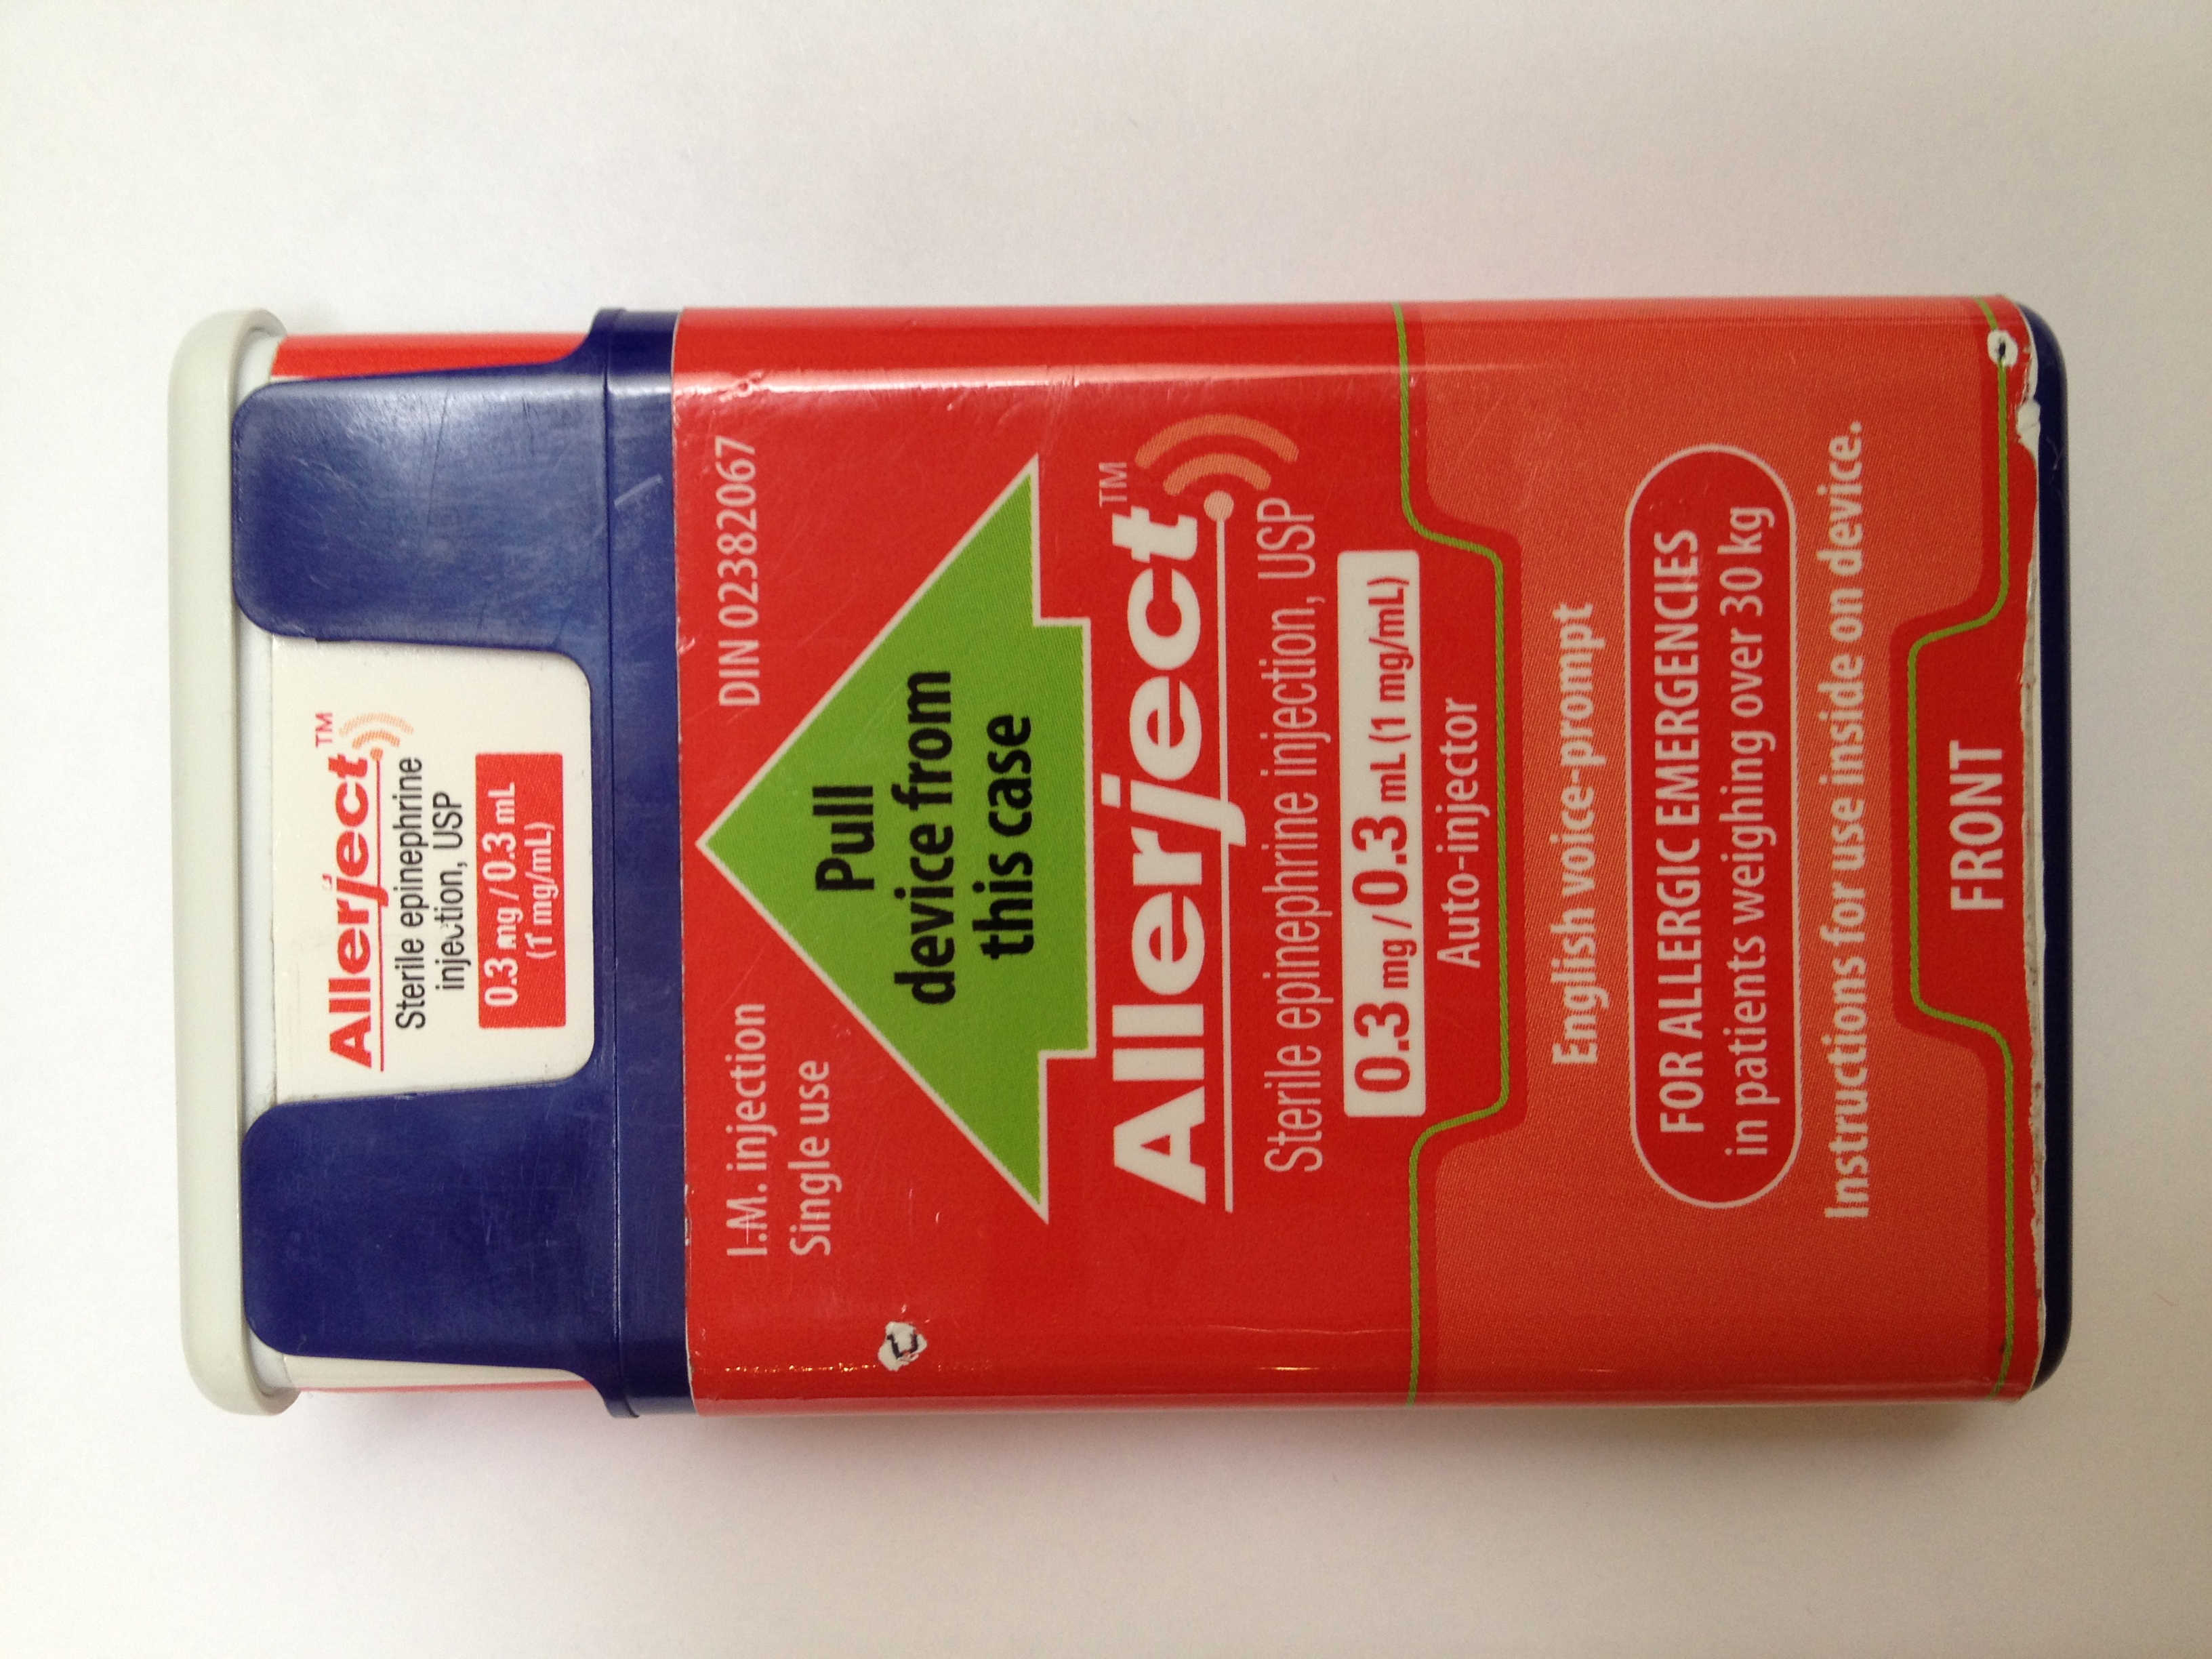 Allerject™
Sterile epinephrine
injection, USP
0.3 mg / 0.3 mL
(1 mg/mL)
I.M. injection
Single use
DIN 02382067
Pull
device from
this case
Allerject™
Sterile epinephrine injection, USP
0.3 mg / 0.3 mL (1 mg/mL)
Auto-injector
English voice-prompt
FOR ALLERGIC EMERGENCIES
in patients weighing over 30 kg
Instructions for use inside on device.
FRONT